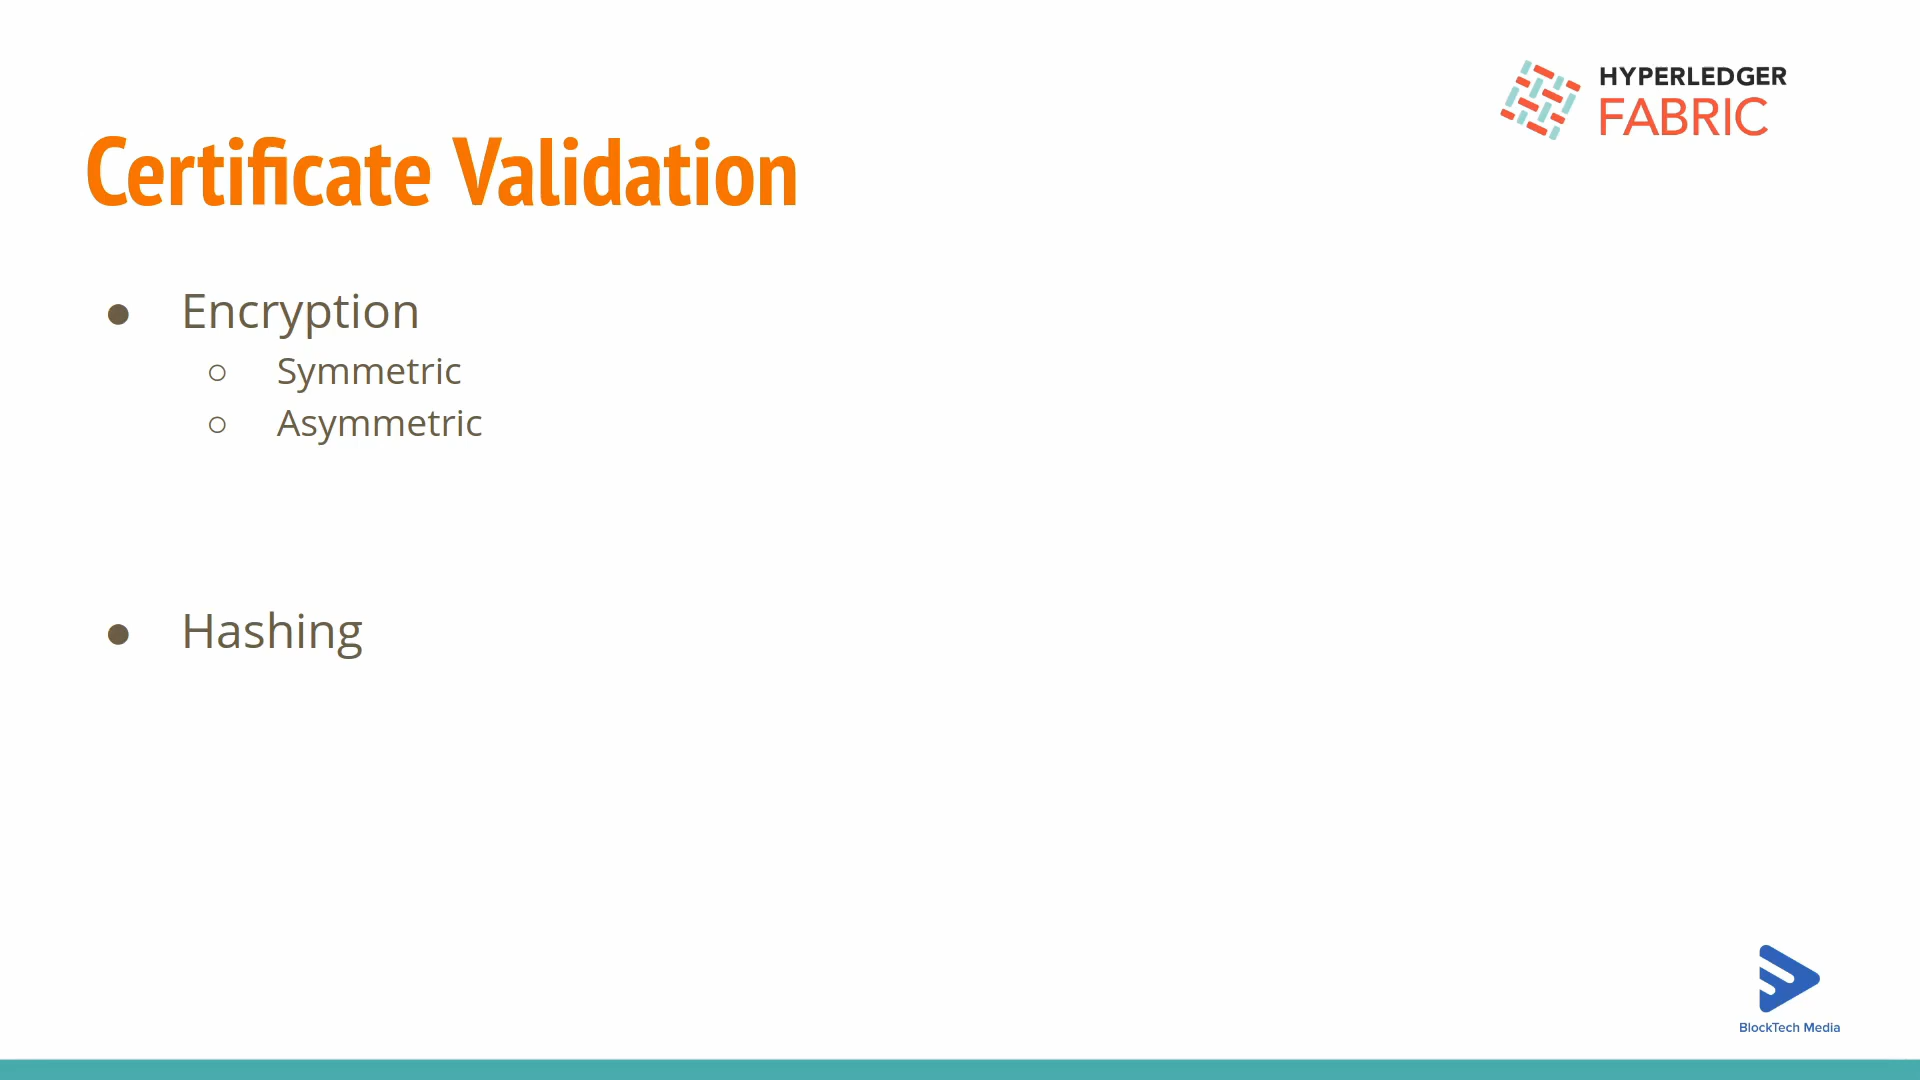 HYPERLEDGER
FABRIC
Certificate Validation
● Encryption
○ Symmetric
○ Asymmetric
● Hashing
BlockTech Media